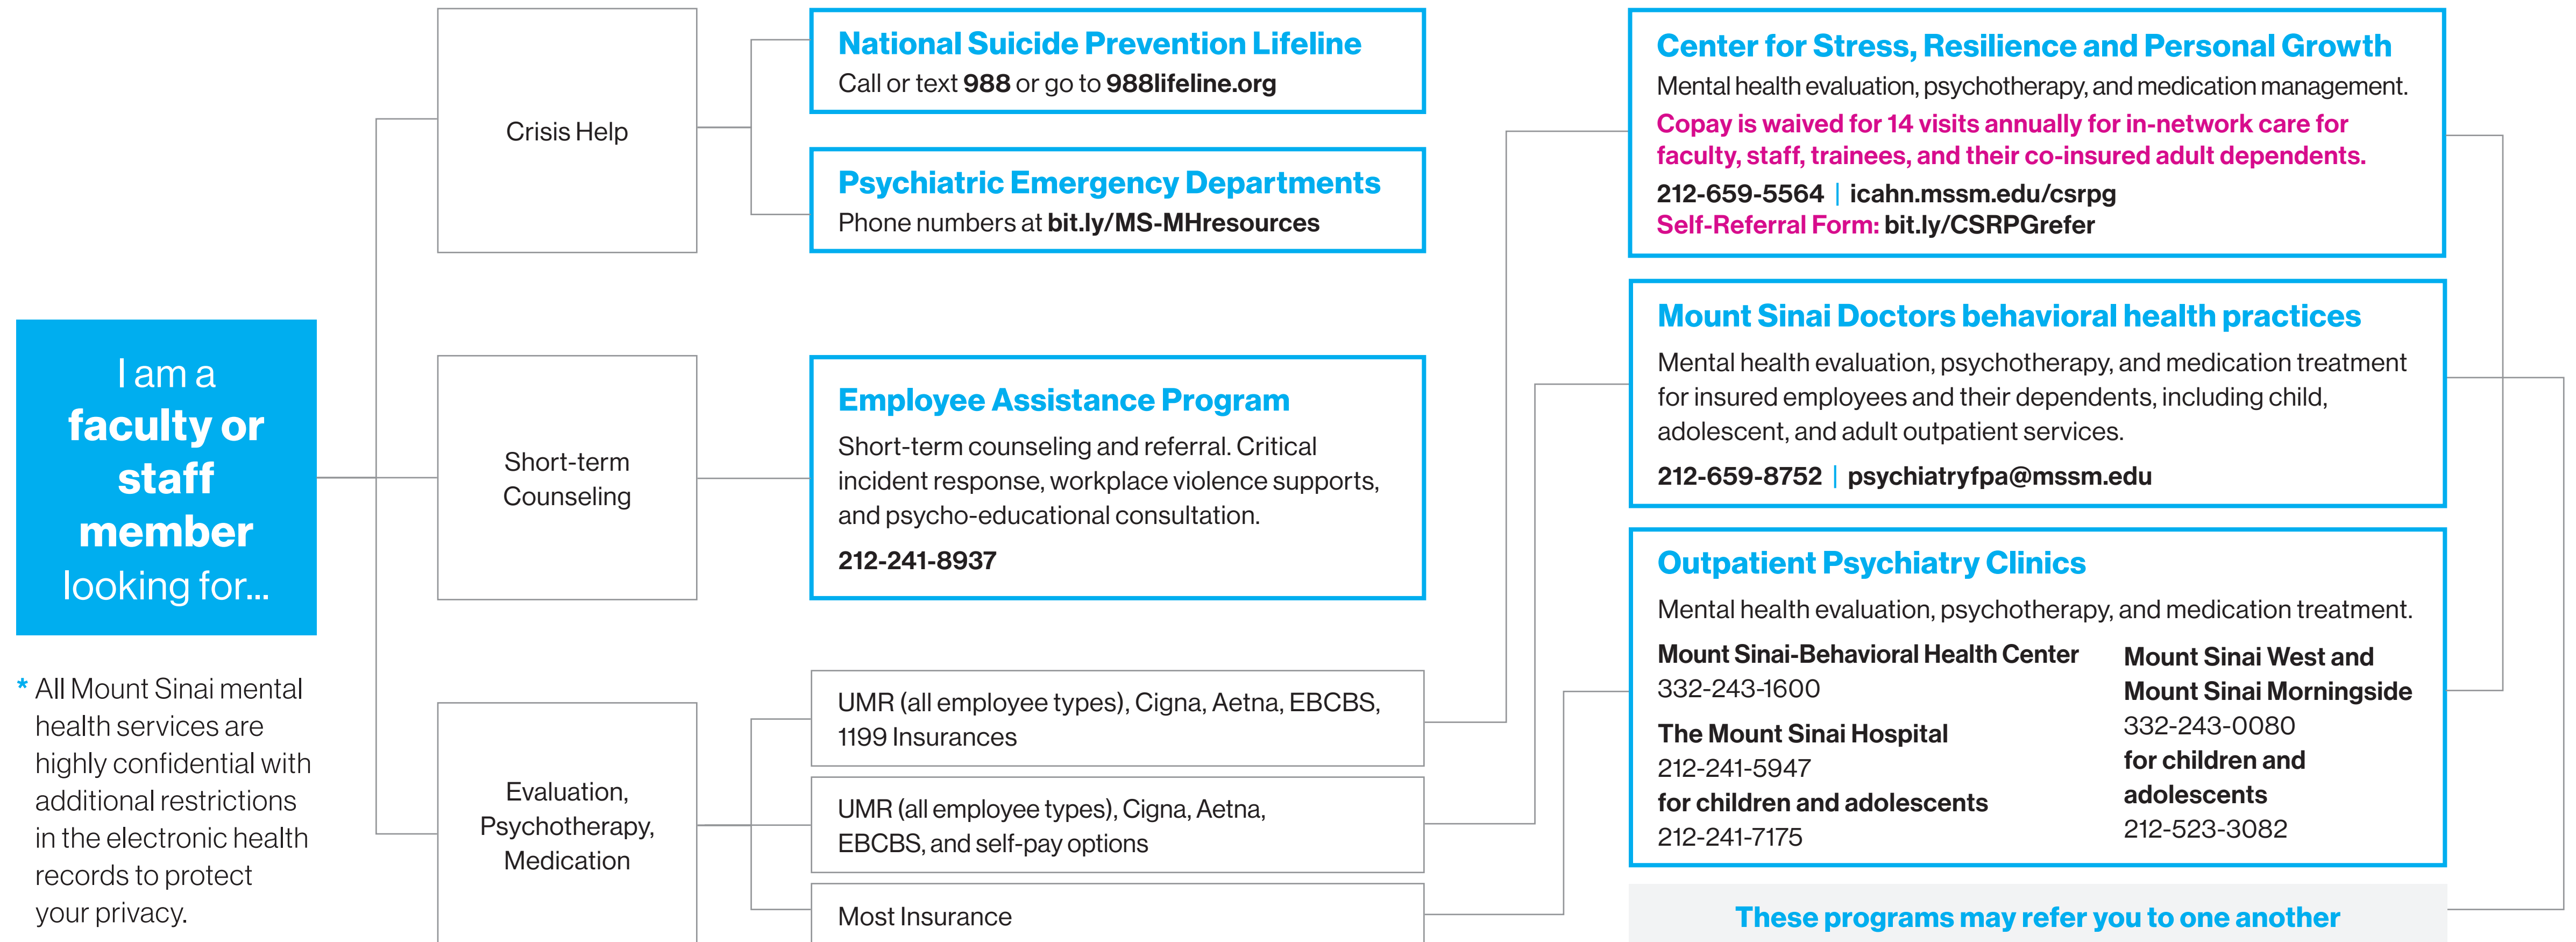 I am a
faculty or
staff
member
looking for...
* All Mount Sinai mental
health services are
highly confidential with
additional restrictions
in the electronic health
records to protect
your privacy.
Crisis Help
National Suicide Prevention Lifeline
Call or text 988 or go to 988lifeline.org
Psychiatric Emergency Departments
Phone numbers at bit.ly/MS-MHresources
Short-term
Counseling
Employee Assistance Program
Short-term counseling and referral. Critical
incident response, workplace violence supports,
and psycho-educational consultation.
212-241-8937
Evaluation,
Psychotherapy,
Medication
UMR (all employee types), Cigna, Aetna, EBCBS,
1199 Insurances
UMR (all employee types), Cigna, Aetna,
EBCBS, and self-pay options
Most Insurance
Center for Stress, Resilience and Personal Growth
Mental health evaluation, psychotherapy, and medication management.
Copay is waived for 14 visits annually for in-network care for
faculty, staff, trainees, and their co-insured adult dependents.
212-659-5564 | icahn.mssm.edu/csrpg
Self-Referral Form: bit.ly/CSRPGrefer
Mount Sinai Doctors behavioral health practices
Mental health evaluation, psychotherapy, and medication treatment
for insured employees and their dependents, including child,
adolescent, and adult outpatient services.
212-659-8752 | psychiatryfpa@mssm.edu
Outpatient Psychiatry Clinics
Mental health evaluation, psychotherapy, and medication treatment.
Mount Sinai-Behavioral Health Center
332-243-1600
The Mount Sinai Hospital
212-241-5947
for children and adolescents
212-241-7175
Mount Sinai West and
Mount Sinai Morningside
332-243-0080
for children and
adolescents
212-523-3082
These programs may refer you to one another